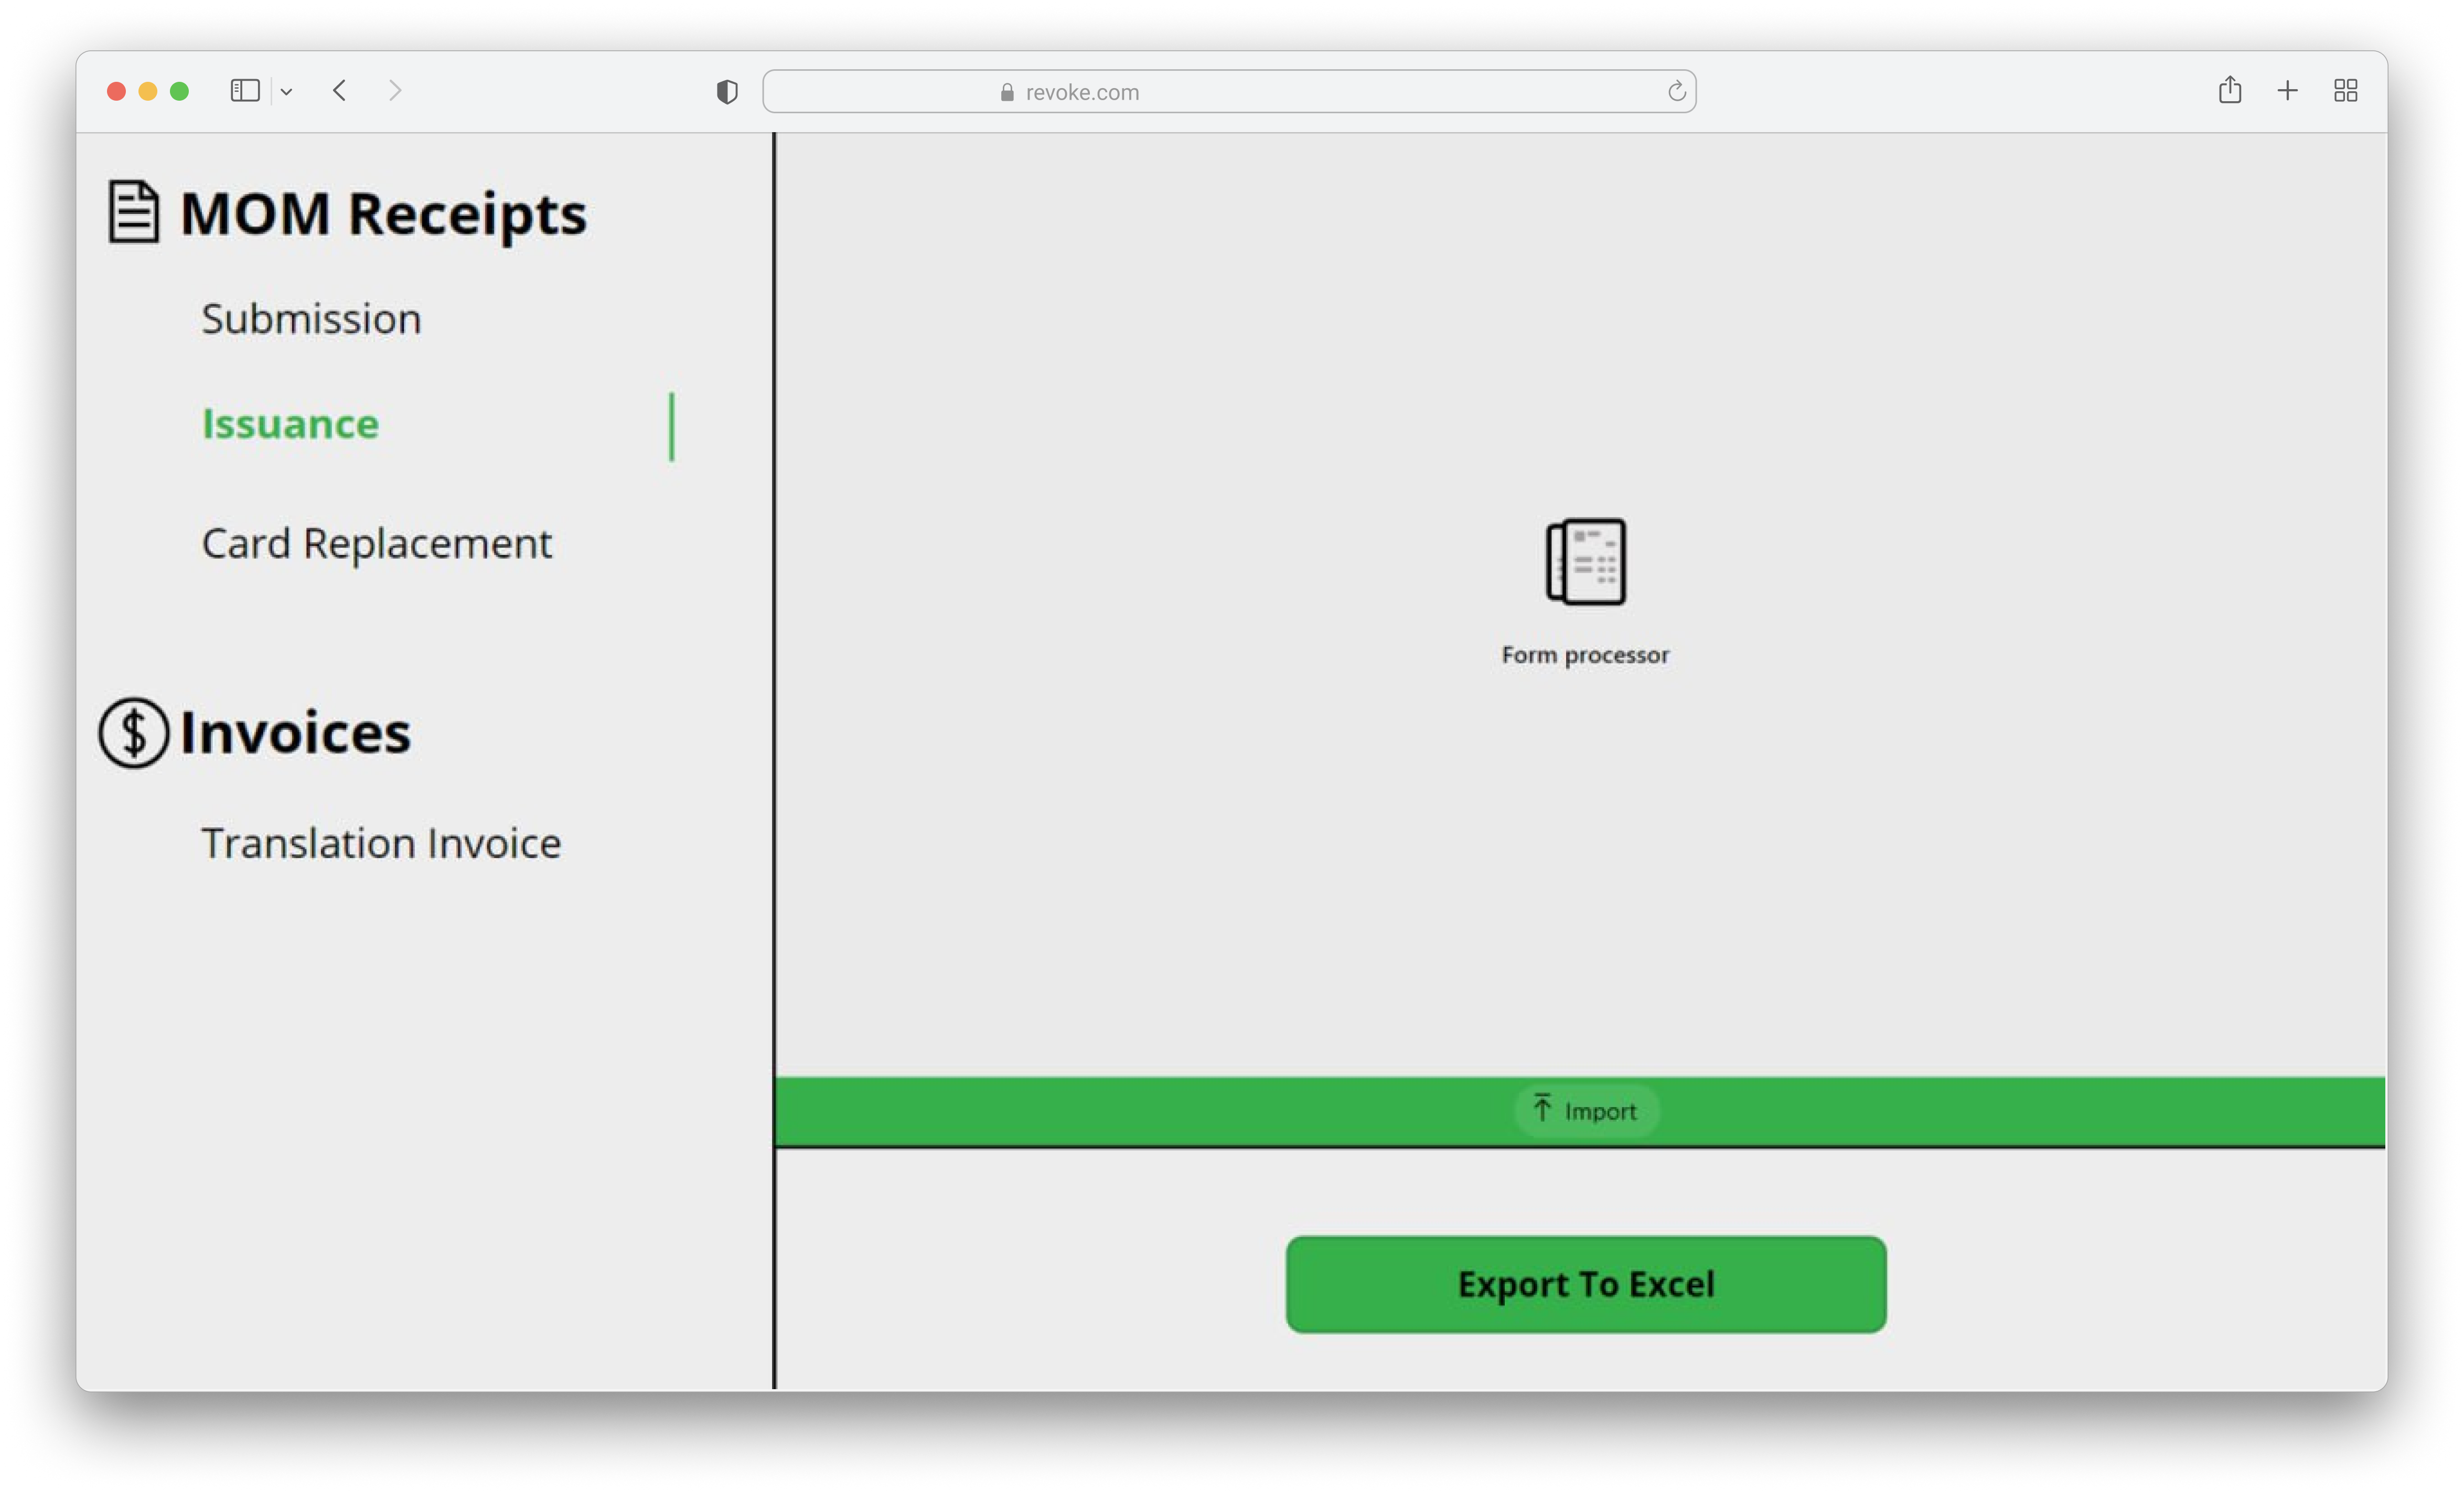 revoke.com
MOM Receipts
Submission
Issuance
Card Replacement
Invoices
Translation Invoice
Form processor
Import
Export To Excel